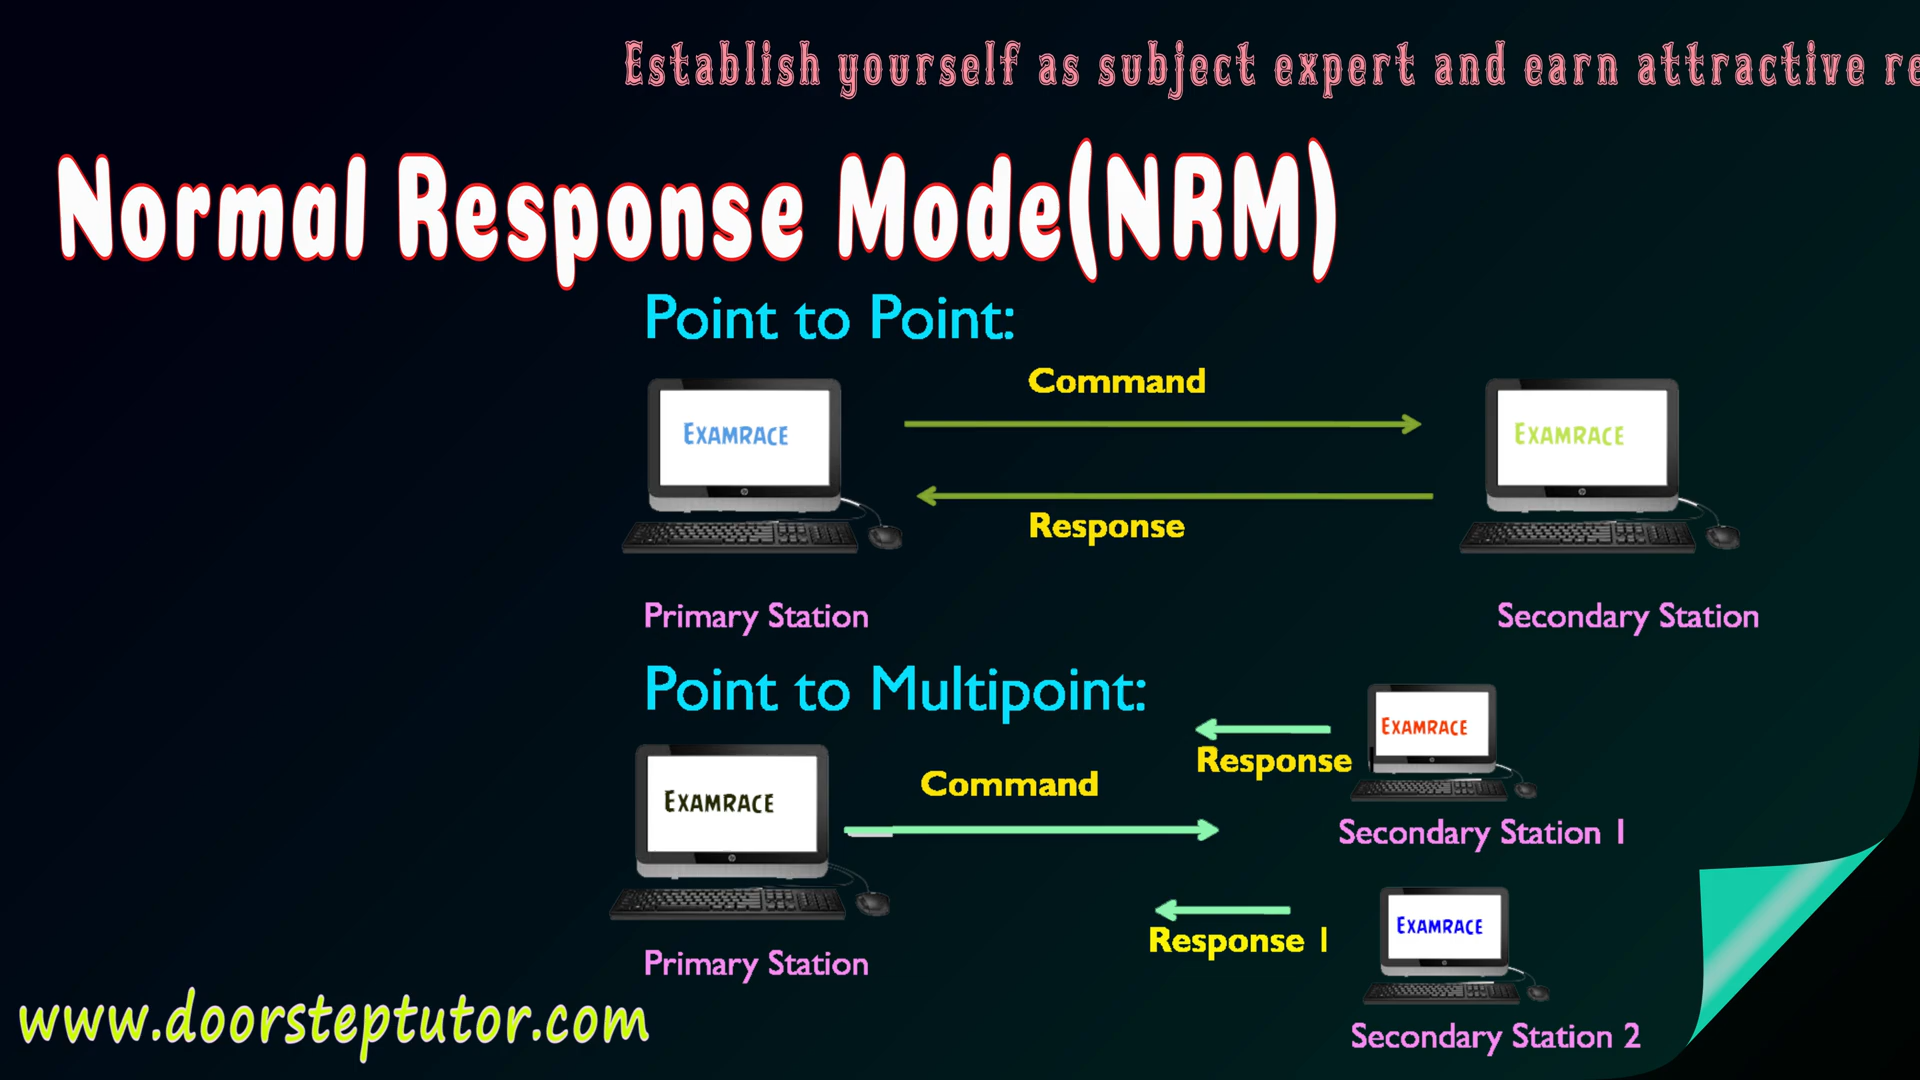 Establish yourself as subject expert and earn attractive
Normal Response Mode(NRM)
Point to Point:
Command
EXAMRACE
EXAMRACE
Response
Primary Station
Secondary Station
Point to Multipoint:
EXAMRACE
Response
Command
EXAMRACE
Secondary Station 1
EXAMRACE
Response 1
Primary Station
www.doorsteptutor.com
Secondary Station 2